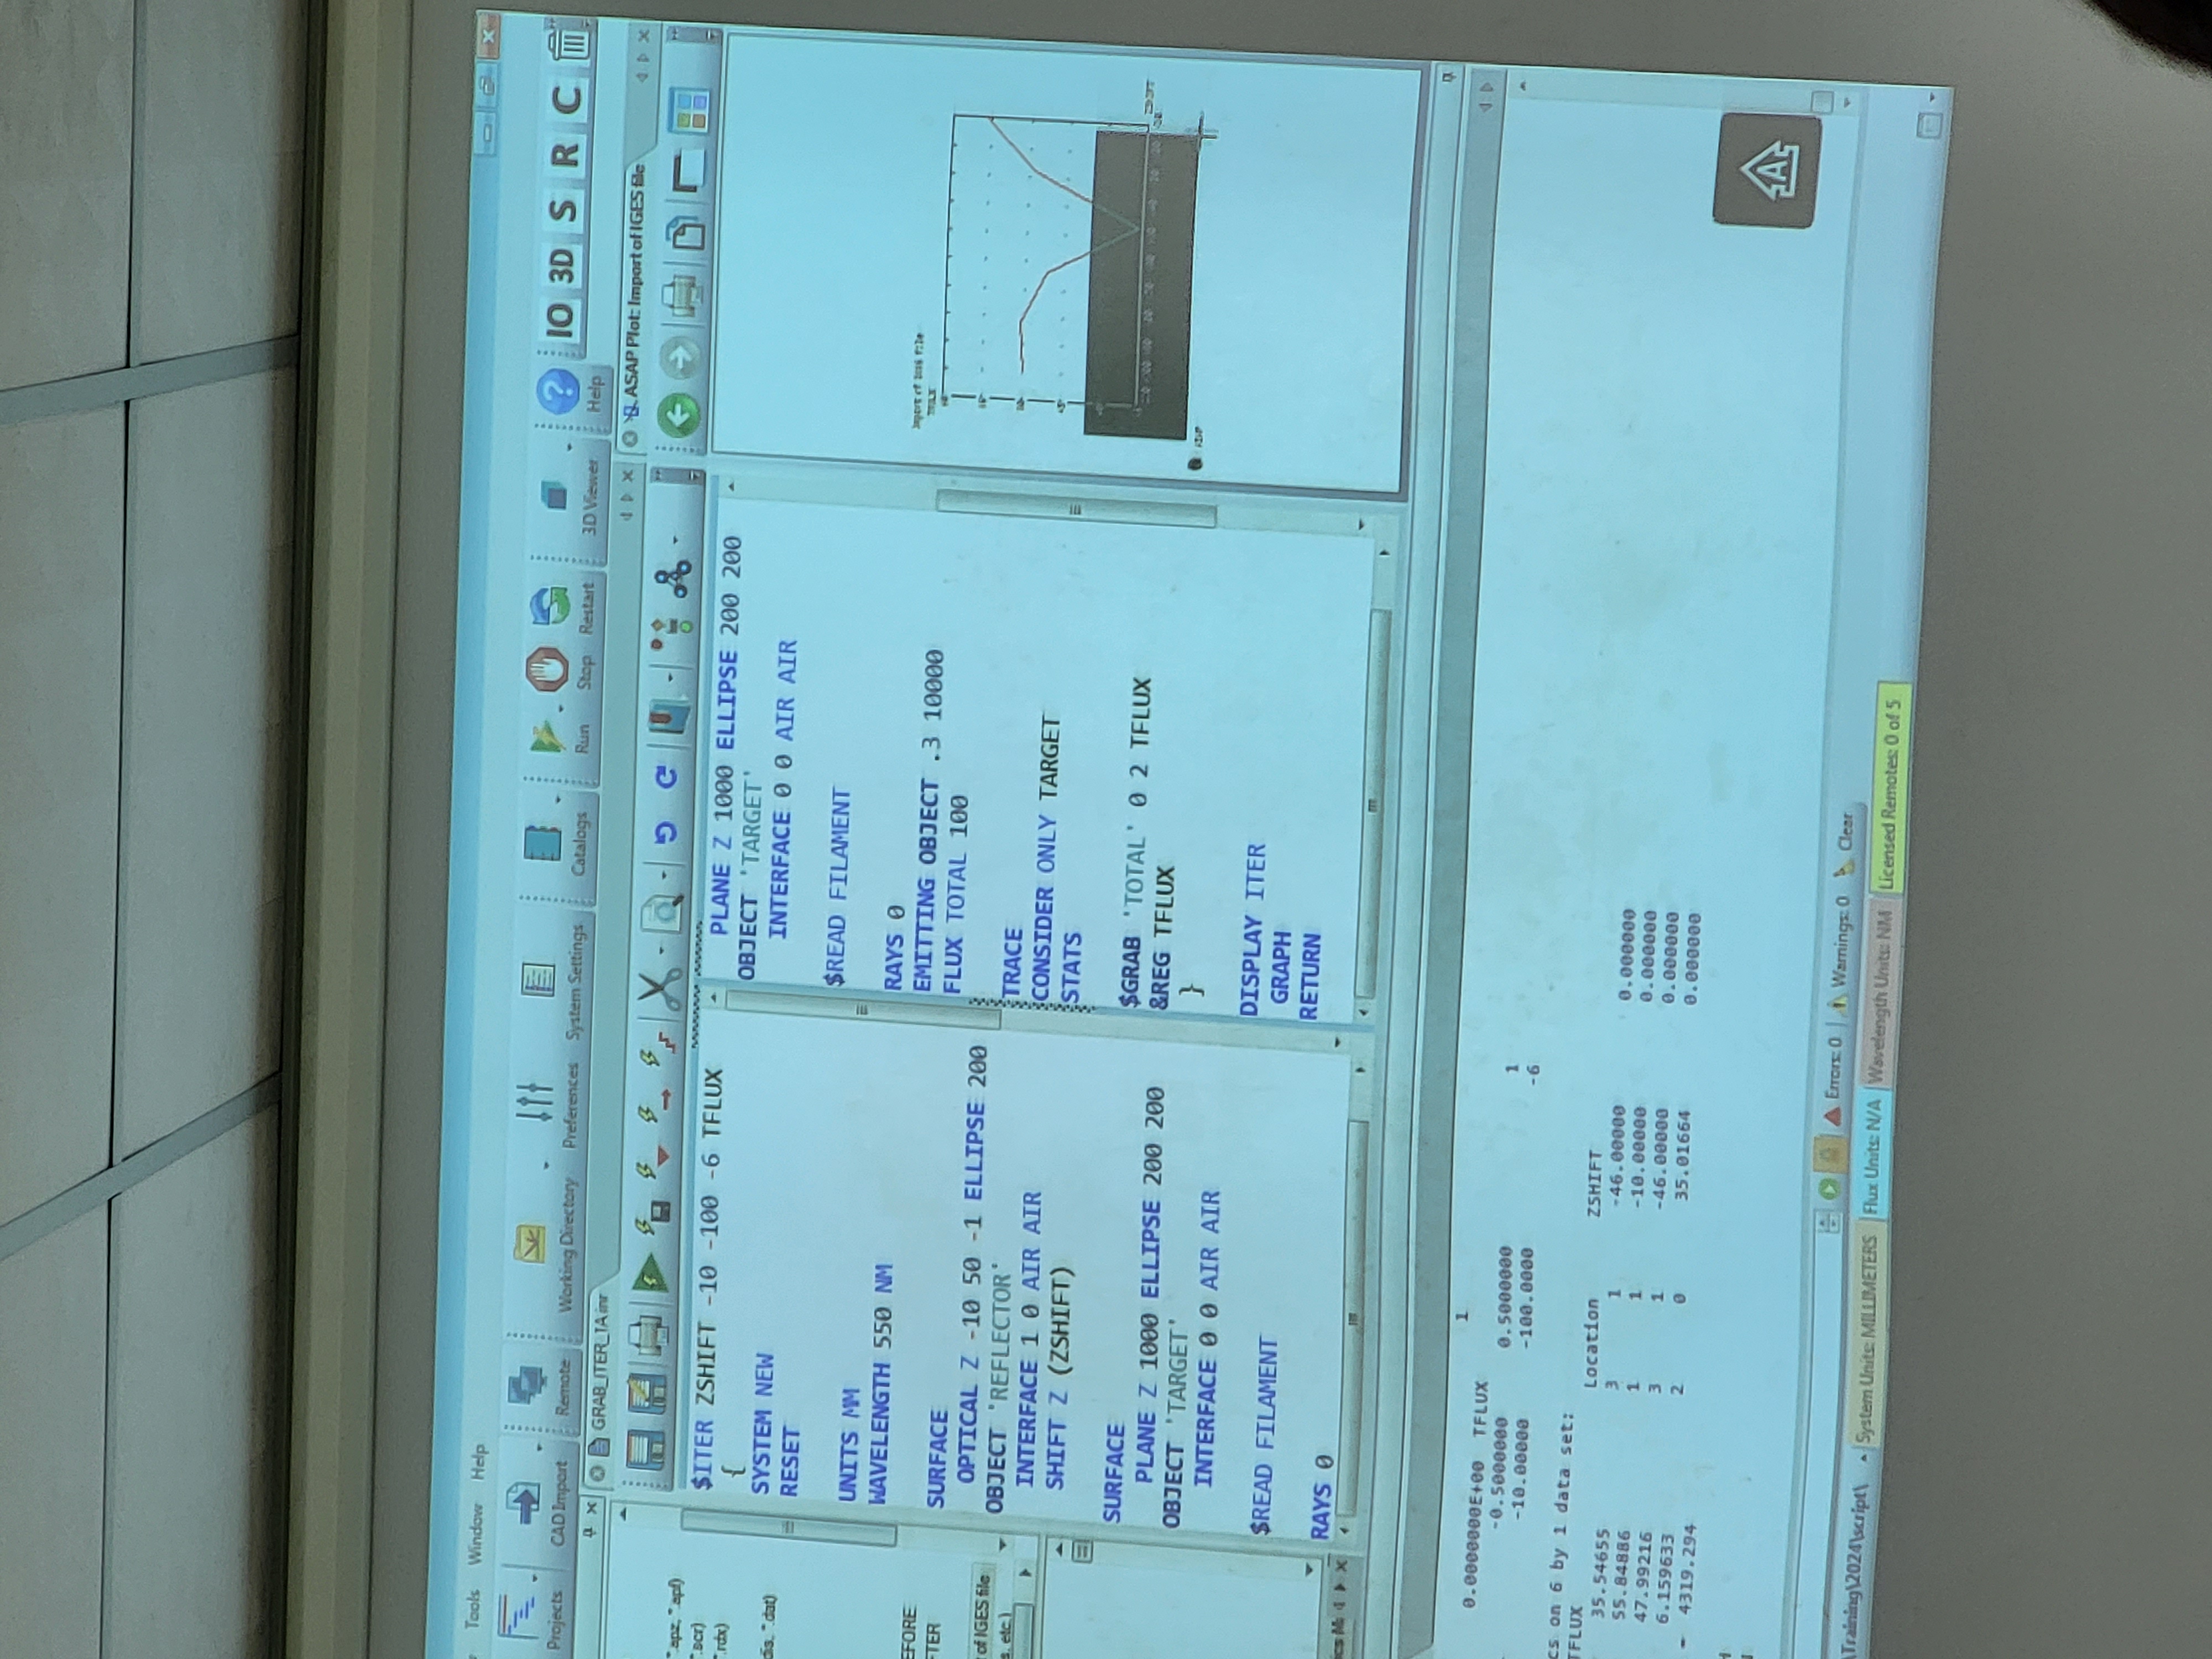 Tools Window Help
Projects CAD Import Remote Working Directory Preferences System Settings Catalogs Run Stop Restart 3D Viewer Help IO 3D S R C
GRAB_ITER_1A.inr
ASAP Plot: Import of IGES file
*.apz, *.apf)
*.scr)
*.rdx)
dis, *.dat)
EFORE
TER
of IGES file
s, etc.)
$ITER ZSHIFT -10 -100 -6 TFLUX
{
SYSTEM NEW
RESET
UNITS MM
WAVELENGTH 550 NM
SURFACE
OPTICAL Z -10 50 -1 ELLIPSE 200
OBJECT 'REFLECTOR'
INTERFACE 1 0 AIR AIR
SHIFT Z (ZSHIFT)
SURFACE
PLANE Z 1000 ELLIPSE 200 200
OBJECT 'TARGET'
INTERFACE 0 0 AIR AIR
$READ FILAMENT
RAYS 0
PLANE Z 1000 ELLIPSE 200 200
OBJECT 'TARGET'
INTERFACE 0 0 AIR AIR
$READ FILAMENT
RAYS 0
EMITTING OBJECT .3 10000
FLUX TOTAL 100
TRACE
CONSIDER ONLY TARGET
STATS
$GRAB 'TOTAL' 0 2 TFLUX
&REG TFLUX
}
DISPLAY ITER
GRAPH
RETURN
Import of IGES file
TFLUX
1
0.0000000E+00 TFLUX
-0.5000000 0.5000000 1
-10.00000 -100.0000 -6
cs on 6 by 1 data set:
TFLUX Location ZSHIFT
35.54655 3 1 -46.00000 0.000000
55.84886 1 1 -10.00000 0.000000
47.99216 3 1 -46.00000 0.000000
6.159633 2 0 35.01664 0.000000
= 4319.294
A
Errors: 0 Warnings: 0 Clear
\Training\2024\script\ System Units: MILLIMETERS Flux Units: N/A Wavelength Units: NM Licensed Remotes: 0 of 5